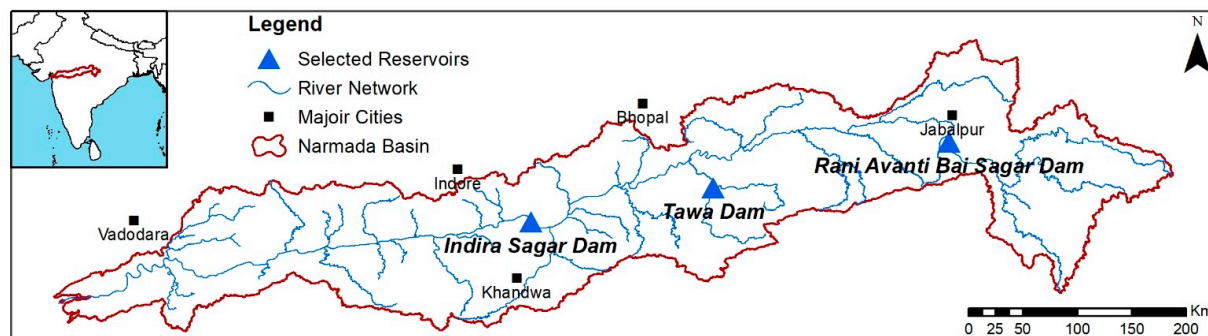 Legend
Selected Reservoirs
River Network
Majoir Cities
Narmada Basin
N
Bhopal
Jabalpur
Rani Avanti Bai Sagar Dam
Indore
Tawa Dam
Vadodara
Indira Sagar Dam
Khandwa
Km
0 25 50 100 150 200